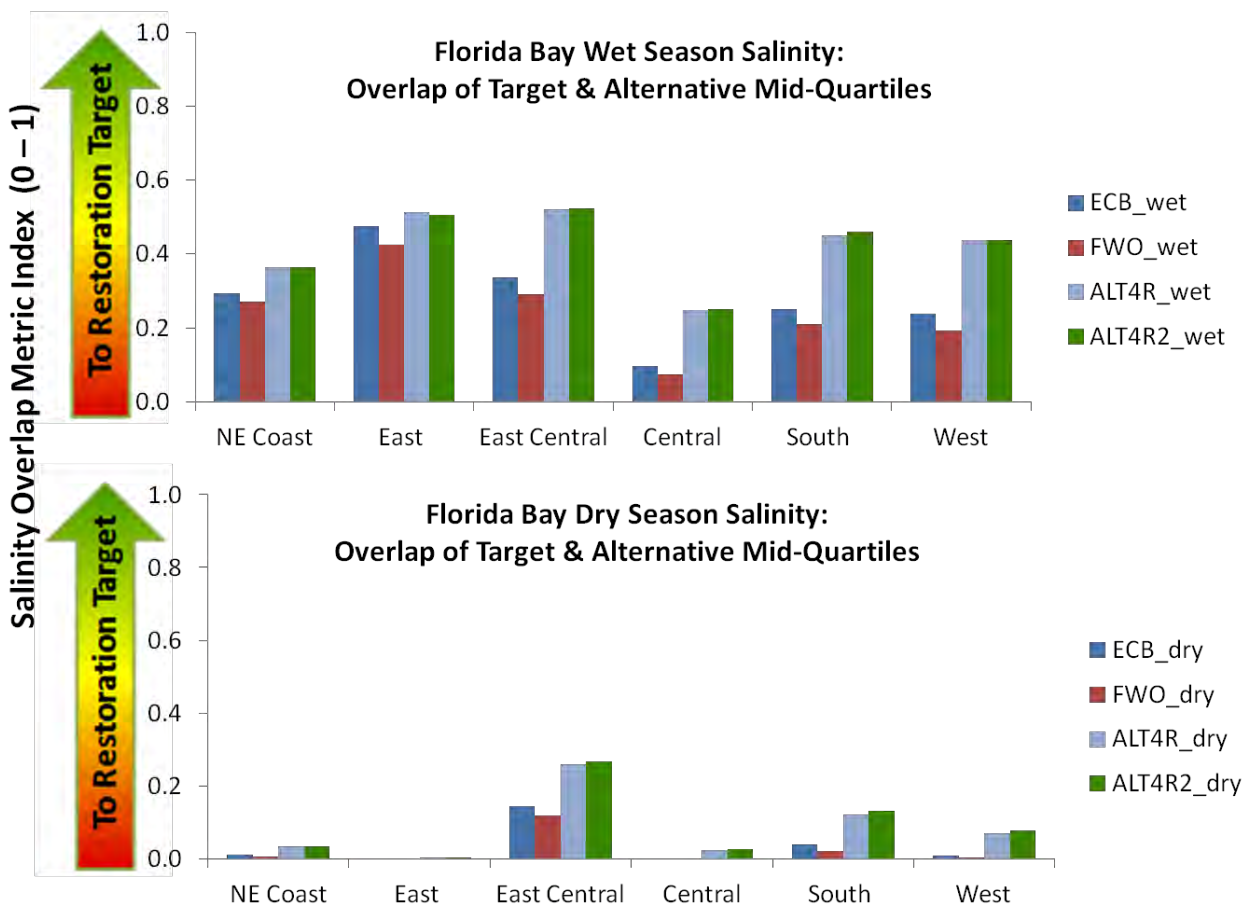 Salinity Overlap Metric Index (0 – 1)
To Restoration Target
Florida Bay Wet Season Salinity:
Overlap of Target & Alternative Mid-Quartiles
1.0
0.8
0.6
0.4
0.2
0.0
NE Coast
East
East Central
Central
South
West
ECB_wet
FWO_wet
ALT4R_wet
ALT4R2_wet
To Restoration Target
Florida Bay Dry Season Salinity:
Overlap of Target & Alternative Mid-Quartiles
1.0
0.8
0.6
0.4
0.2
0.0
NE Coast
East
East Central
Central
South
West
ECB_dry
FWO_dry
ALT4R_dry
ALT4R2_dry